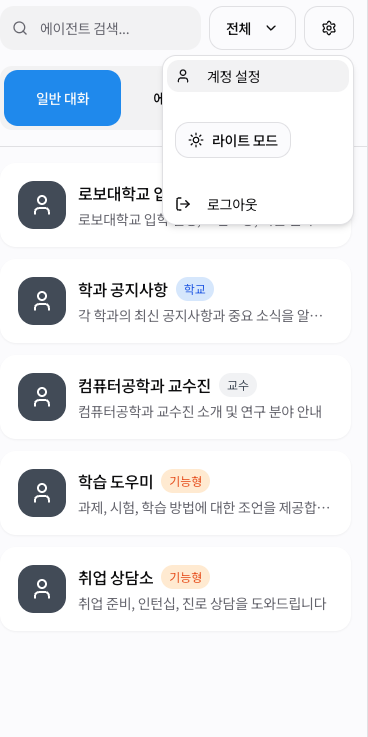 에이전트 검색...
전체
계정 설정
일반 대화
라이트 모드
로그아웃
로보대학교
로보대학교 입학
학과 공지사항 학교
각 학과의 최신 공지사항과 중요 소식을 알…
컴퓨터공학과 교수진 교수
컴퓨터공학과 교수진 소개 및 연구 분야 안내
학습 도우미 기능형
과제, 시험, 학습 방법에 대한 조언을 제공합…
취업 상담소 기능형
취업 준비, 인턴십, 진로 상담을 도와드립니다